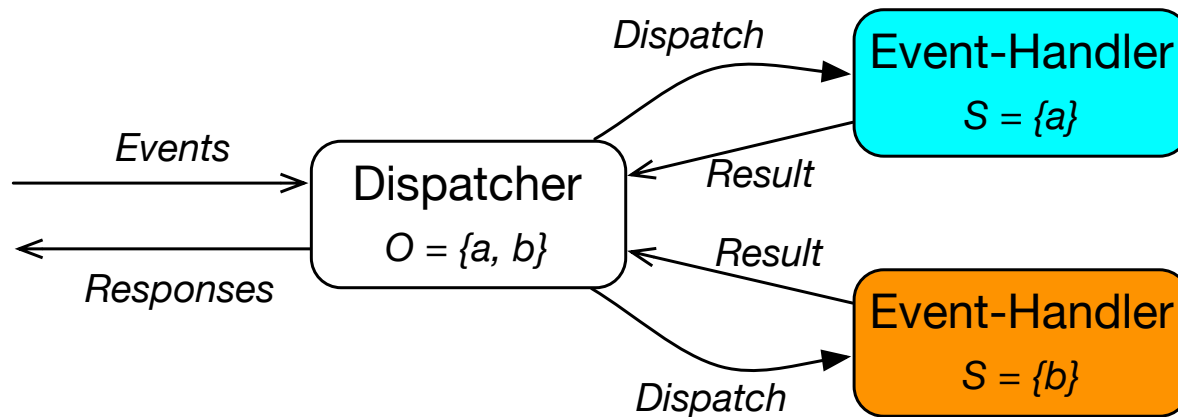 Dispatch
Event-Handler
S = {a}
Events
Dispatcher
Result
O = {a, b}
Result
Responses
Event-Handler
S = {b}
Dispatch